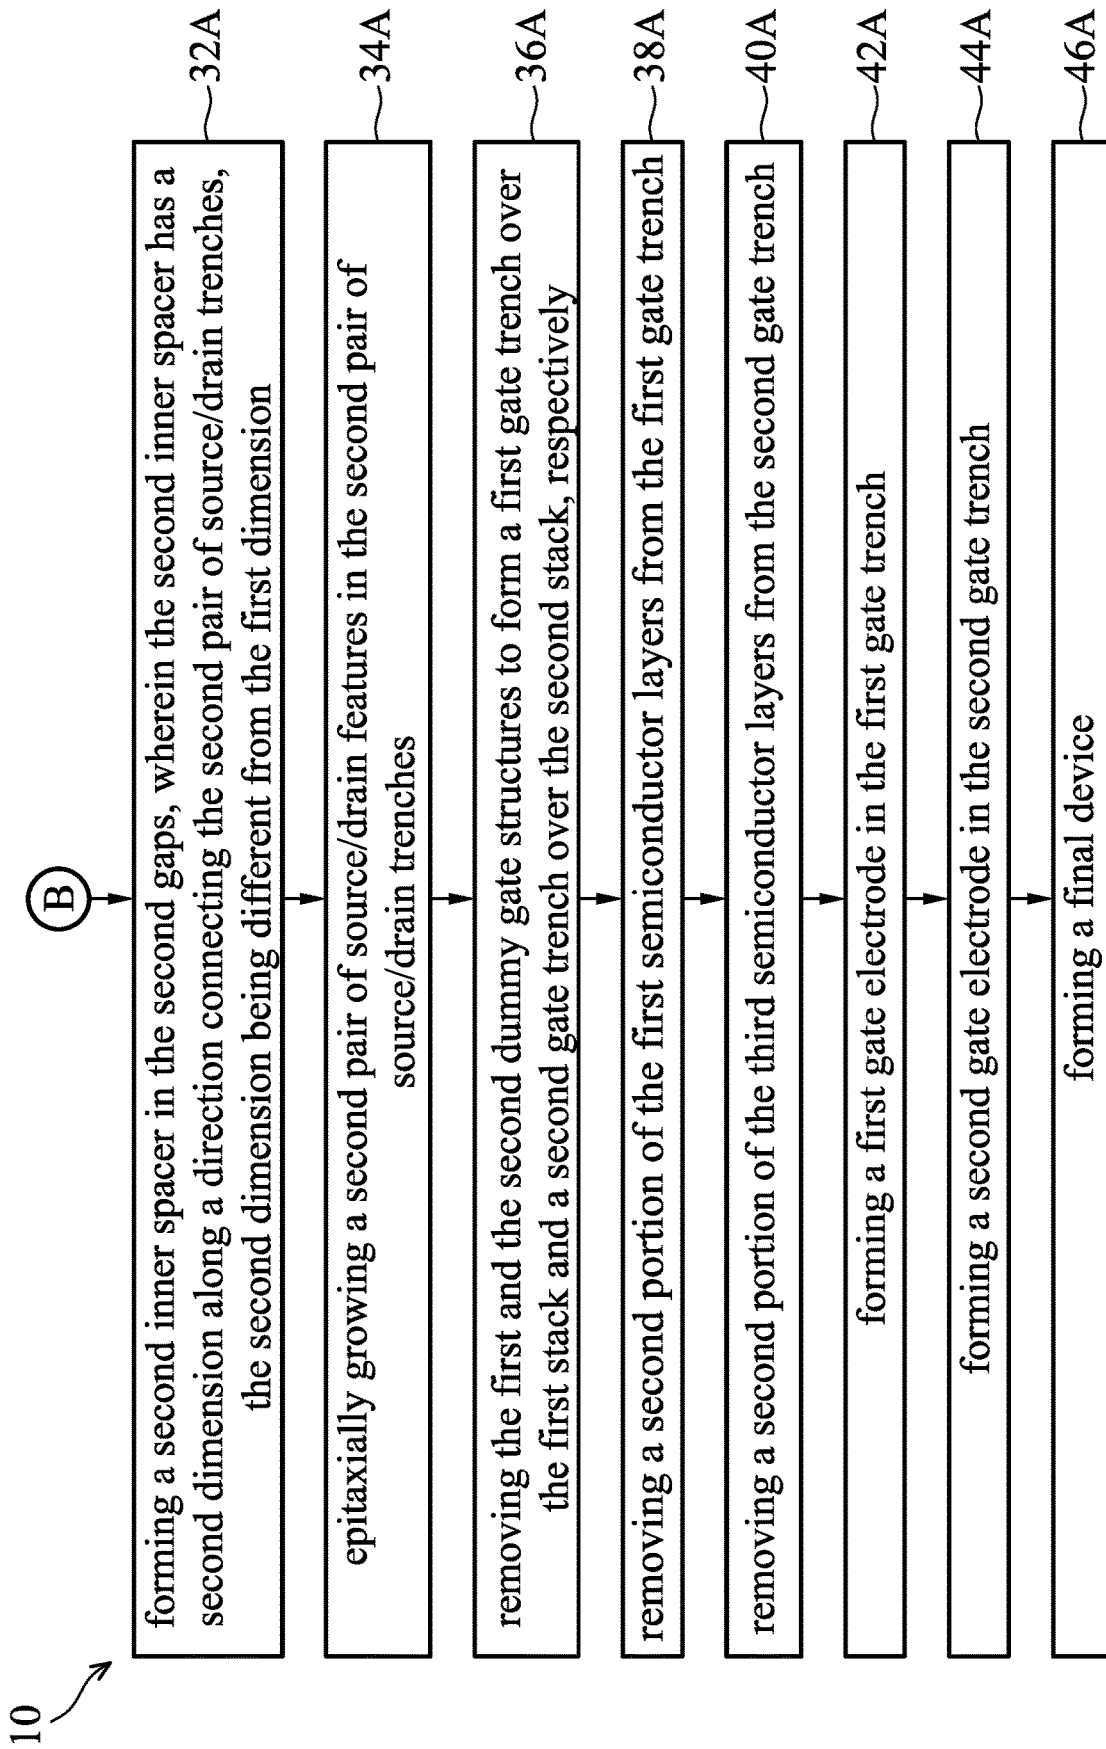 10
B
forming a second inner spacer in the second gaps, wherein the second inner spacer has a
second dimension along a direction connecting the second pair of source/drain trenches,
the second dimension being different from the first dimension
32A
epitaxially growing a second pair of source/drain features in the second pair of
source/drain trenches
34A
removing the first and the second dummy gate structures to form a first gate trench over
the first stack and a second gate trench over the second stack, respectively
36A
removing a second portion of the first semiconductor layers from the first gate trench
38A
removing a second portion of the third semiconductor layers from the second gate trench
40A
forming a first gate electrode in the first gate trench
42A
forming a second gate electrode in the second gate trench
44A
forming a final device
46A